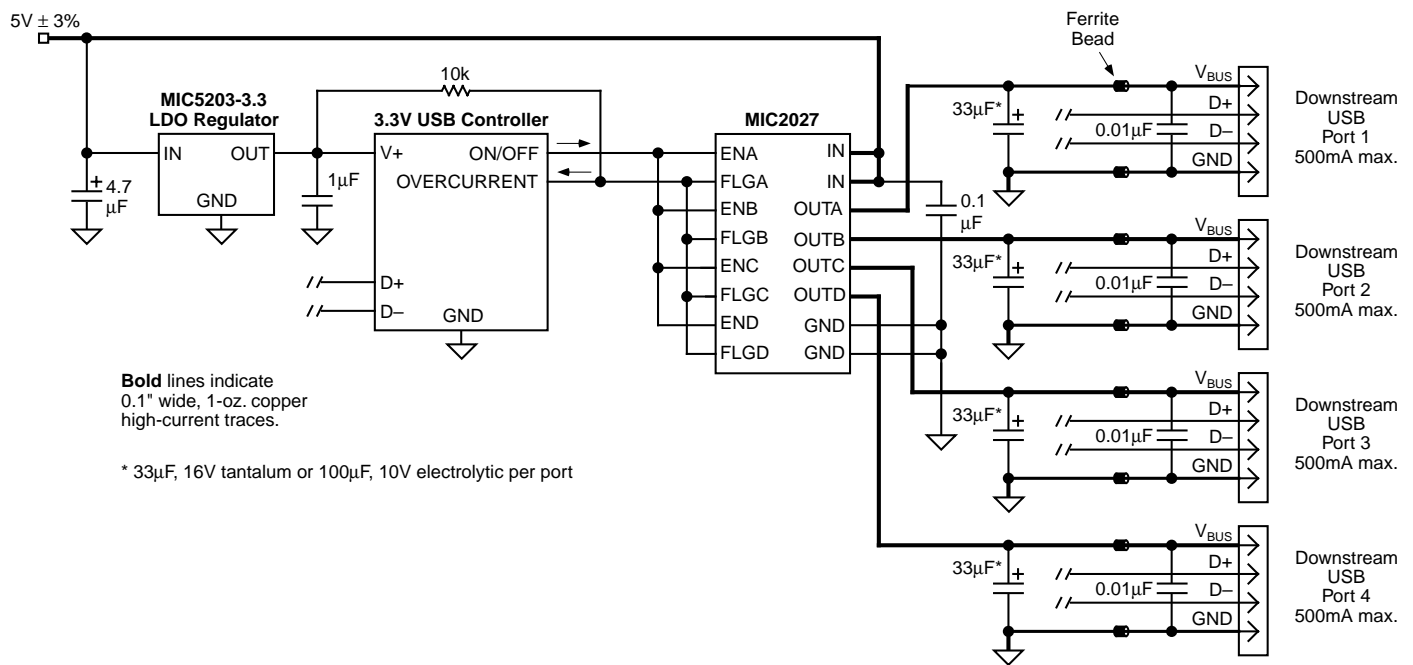 5V ± 3%
MIC5203-3.3
LDO Regulator
IN
OUT
GND
4.7
µF
+
1µF
10k
3.3V USB Controller
V+
ON/OFF
OVERCURRENT
D+
D–
GND
MIC2027
ENA
FLGA
ENB
FLGB
ENC
FLGC
END
FLGD
IN
IN
OUTA
OUTB
OUTC
OUTD
GND
GND
0.1
µF
Ferrite
Bead
33µF*
+
0.01µF
VBUS
D+
D–
GND
Downstream
USB
Port 1
500mA max.
33µF*
+
0.01µF
VBUS
D+
D–
GND
Downstream
USB
Port 2
500mA max.
33µF*
+
0.01µF
VBUS
D+
D–
GND
Downstream
USB
Port 3
500mA max.
33µF*
+
0.01µF
VBUS
D+
D–
GND
Downstream
USB
Port 4
500mA max.
Bold lines indicate
0.1" wide, 1-oz. copper
high-current traces.
* 33µF, 16V tantalum or 100µF, 10V electrolytic per port